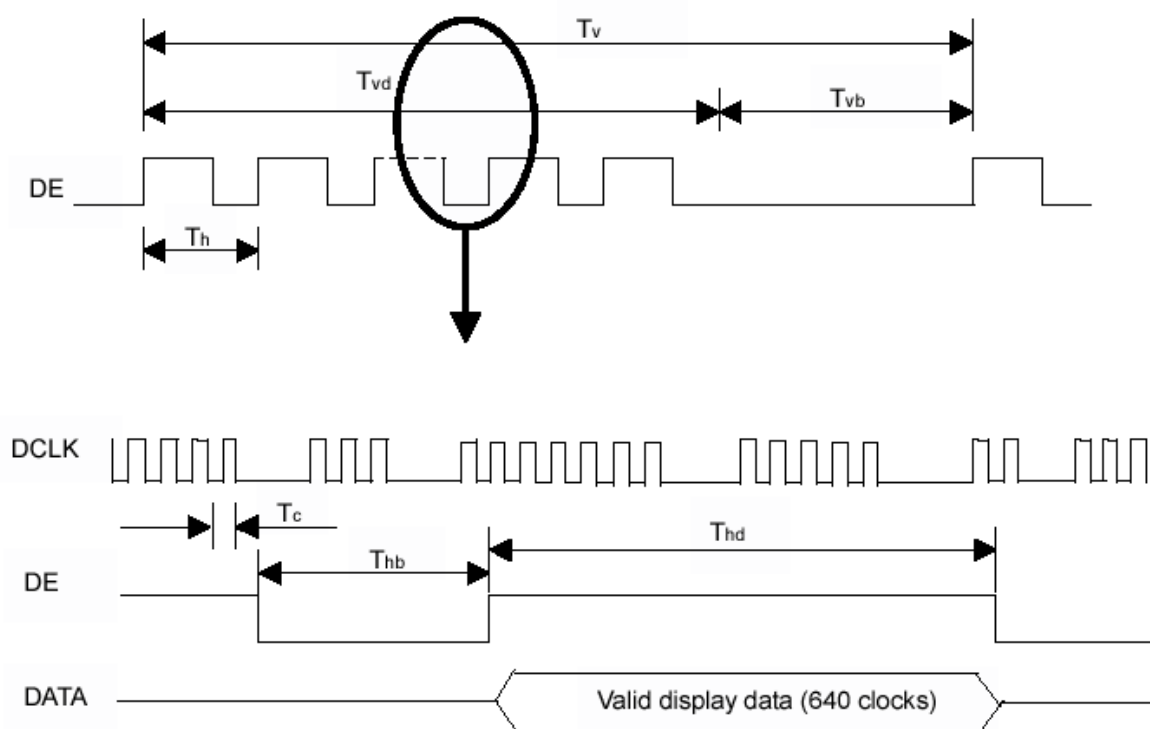 Tv
Tvd
Tvb
DE
Th
DCLK
Tc
Thd
Thb
DE
DATA
Valid display data (640 clocks)